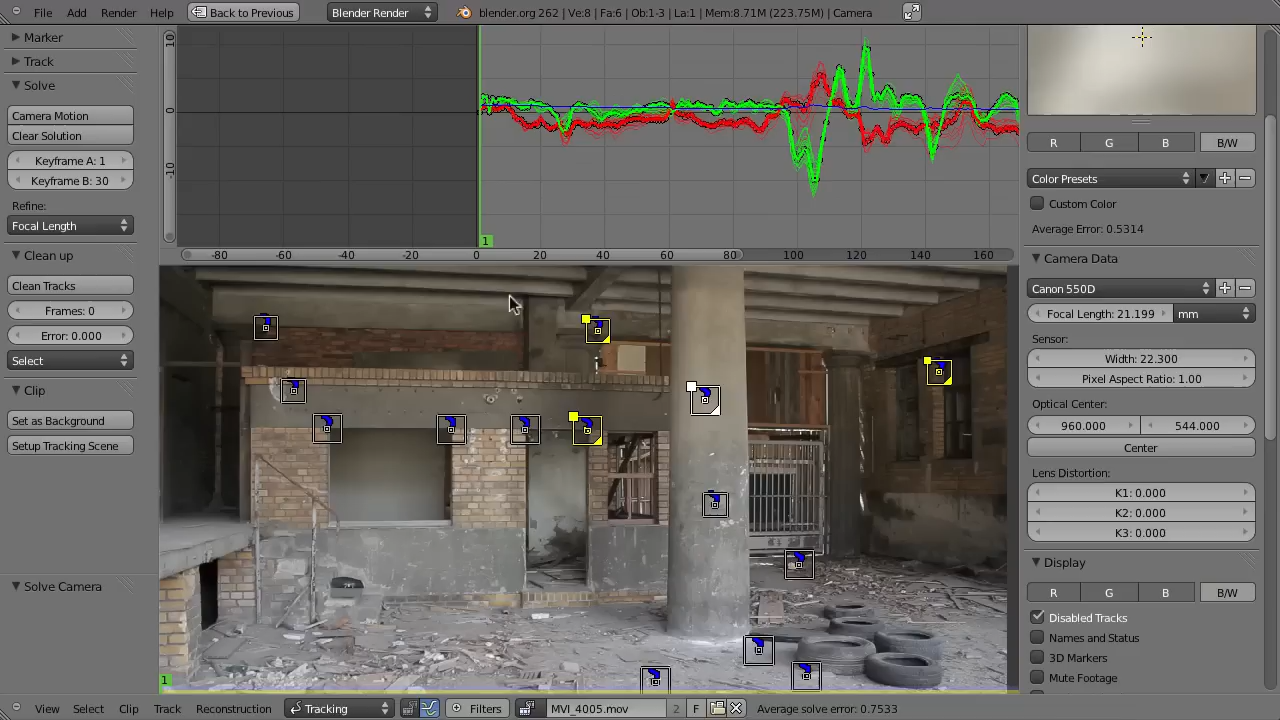 File Add Render Help Back to Previous Blender Render blender.org 262 | Ve:8 | Fa:6 | Ob:1-3 | La:1 | Mem:8.71M (223.75M) | Camera
Marker
Track
Solve
Camera Motion
Clear Solution
Keyframe A: 1
Keyframe B: 30
Refine:
Focal Length
Clean up
Clean Tracks
Frames: 0
Error: 0.000
Select
Clip
Set as Background
Setup Tracking Scene
Solve Camera
10
0
-10
1
-80 -60 -40 -20 0 20 40 60 80 100 120 140 160
1
R G B B/W
Color Presets
Custom Color
Average Error: 0.5314
Camera Data
Canon 550D
Focal Length: 21.199 mm
Sensor:
Width: 22.300
Pixel Aspect Ratio: 1.00
Optical Center:
960.000 544.000
Center
Lens Distortion:
K1: 0.000
K2: 0.000
K3: 0.000
Display
R G B B/W
Disabled Tracks
Names and Status
3D Markers
Mute Footage
View Select Clip Track Reconstruction Tracking Filters MVI_4005.mov 2 F Average solve error: 0.7533